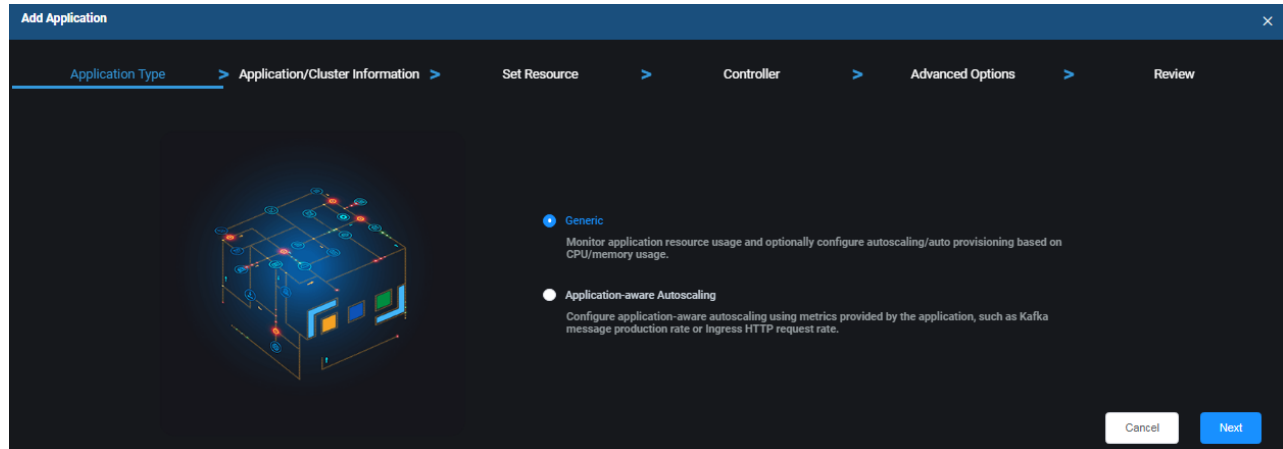 Add Application
Application Type > Application/Cluster Information > Set Resource > Controller > Advanced Options > Review
Generic
Monitor application resource usage and optionally configure autoscaling/auto provisioning based on
CPU/memory usage.
Application-aware Autoscaling
Configure application-aware autoscaling using metrics provided by the application, such as Kafka
message production rate or Ingress HTTP request rate.
Cancel Next